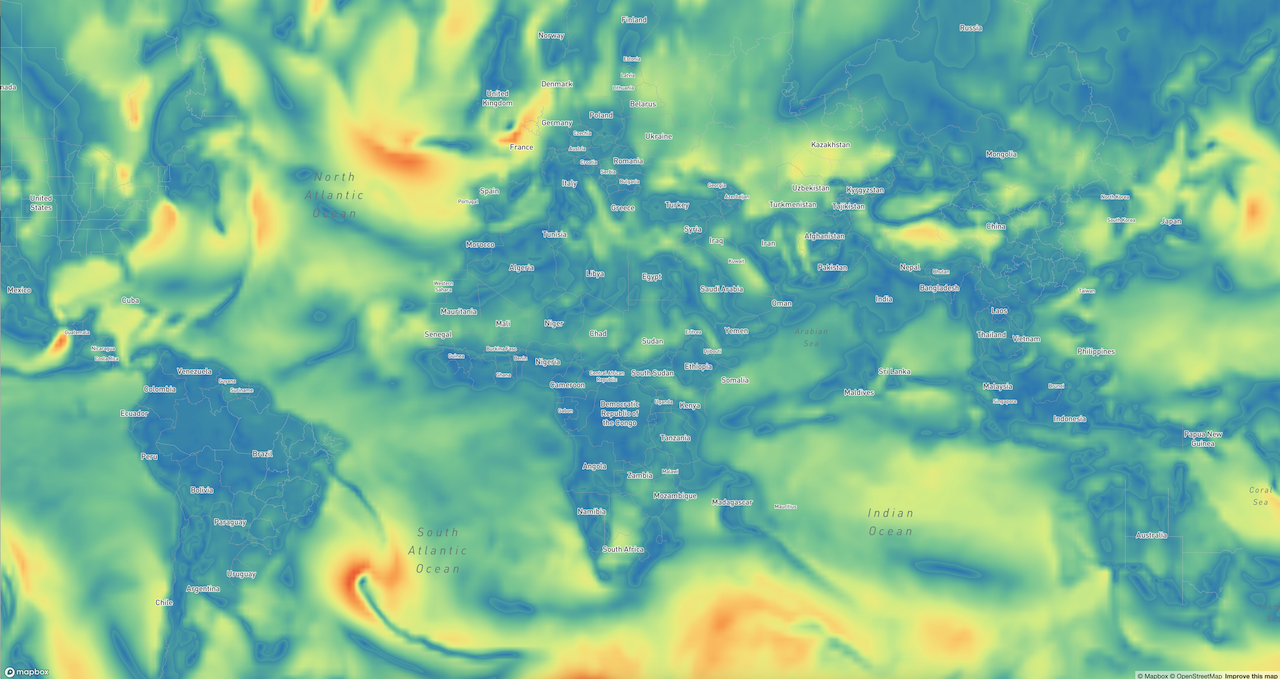 Finland
Russia
Norway
Estonia
Latvia
Denmark
Lithuania
United
Kingdom
Belarus
Poland
Germany
Czechia
Ukraine
France
Kazakhstan
Austria
Mongolia
Croatia
Romania
Serbia
North
Atlantic
Ocean
Italy
Bulgaria
Georgia
Spain
Uzbekistan
Kyrgyzstan
Portugal
Azerbaijan
North Korea
United
States
Greece
Turkey
Turkmenistan
Tajikistan
South Korea
Japan
China
Syria
Tunisia
Afghanistan
Morocco
Iraq
Iran
Kuwait
Algeria
Libya
Egypt
Pakistan
Nepal
Bhutan
Western
Sahara
Saudi Arabia
Bangladesh
Mexico
Cuba
Oman
India
Taiwan
Mauritania
Laos
Mali
Niger
Guatemala
Senegal
Chad
Sudan
Eritrea
Yemen
Arabian
Sea
Thailand
Vietnam
Nicaragua
Costa Rica
Burkina Faso
Guinea
Benin
Djibouti
Philippines
Nigeria
Ethiopia
Venezuela
Ghana
Central African
Republic
South Sudan
Sri Lanka
Guyana
Colombia
Suriname
Cameroon
Somalia
Malaysia
Brunei
Maldives
Singapore
Ecuador
Gabon
Democratic
Republic of
the Congo
Uganda
Kenya
Indonesia
Papua New
Guinea
Tanzania
Peru
Brazil
Angola
Zambia
Malawi
Bolivia
Mozambique
Madagascar
Mauritius
Coral
Sea
Namibia
Indian
Ocean
Paraguay
South
Atlantic
Ocean
Australia
South Africa
Uruguay
Argentina
Chile
mapbox
© Mapbox © OpenStreetMap Improve this map